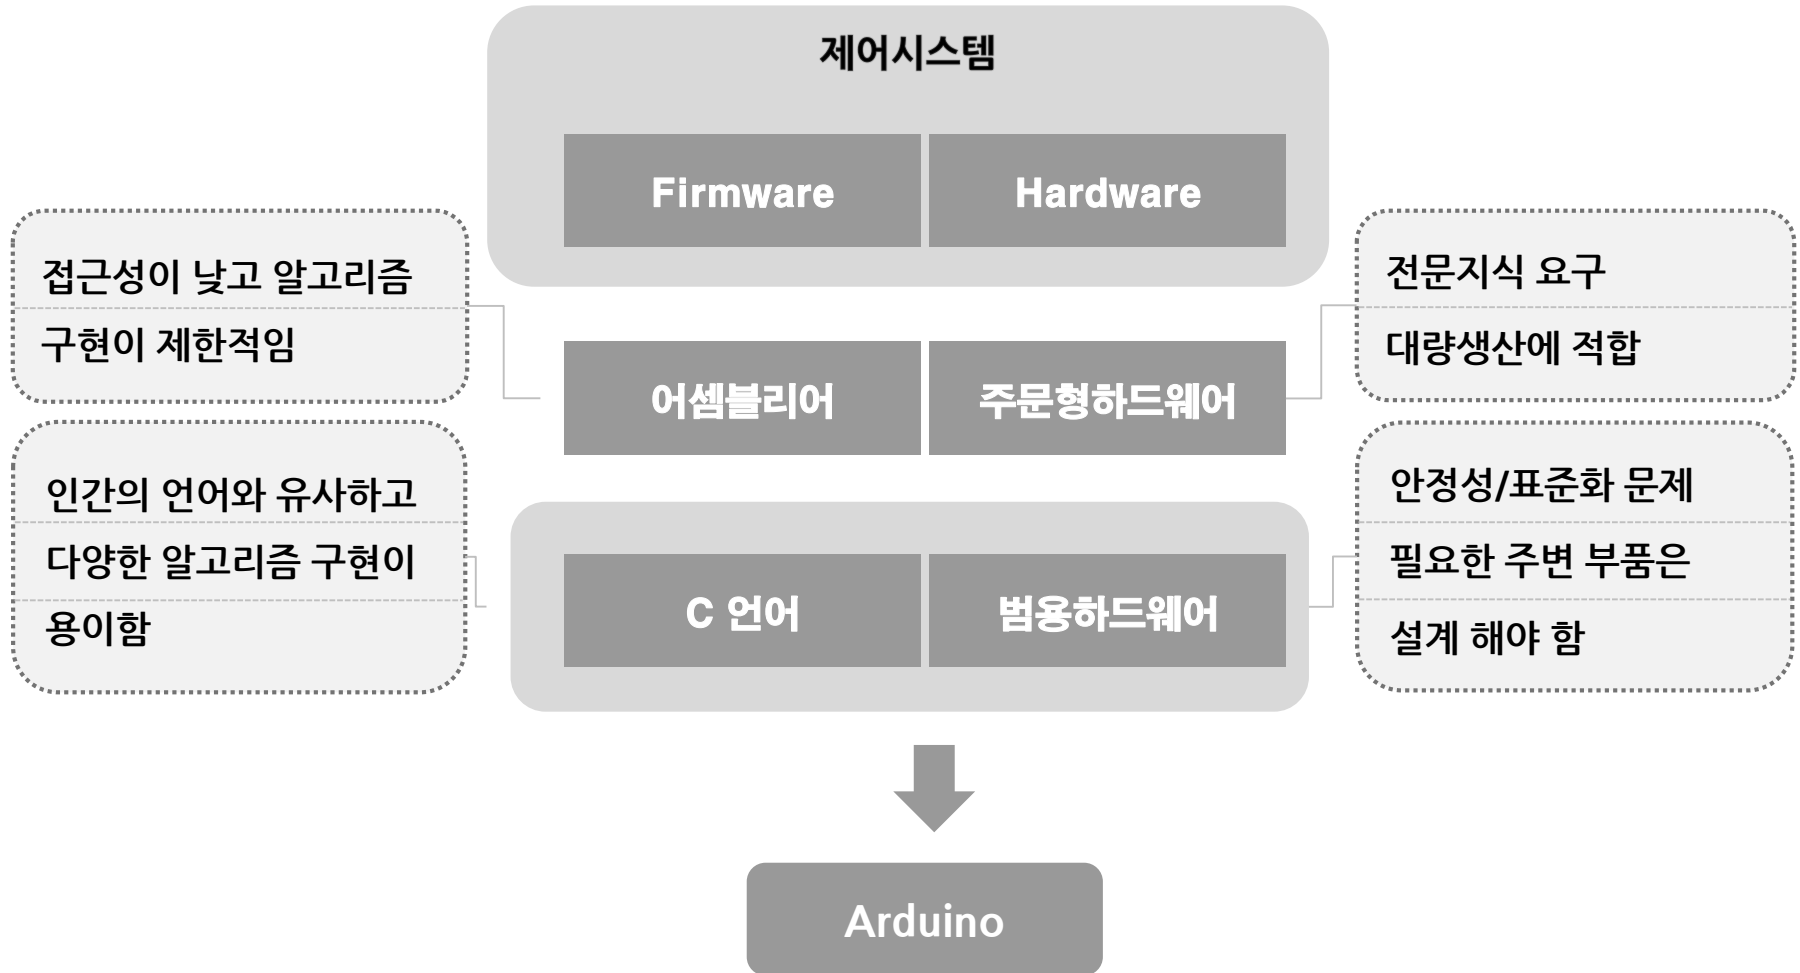 제어시스템
Firmware
Hardware
접근성이 낮고 알고리즘
구현이 제한적임
전문지식 요구
대량생산에 적합
어셈블리어
주문형하드웨어
인간의 언어와 유사하고
다양한 알고리즘 구현이
용이함
안정성/표준화 문제
필요한 주변 부품은
설계 해야 함
C 언어
범용하드웨어
Arduino